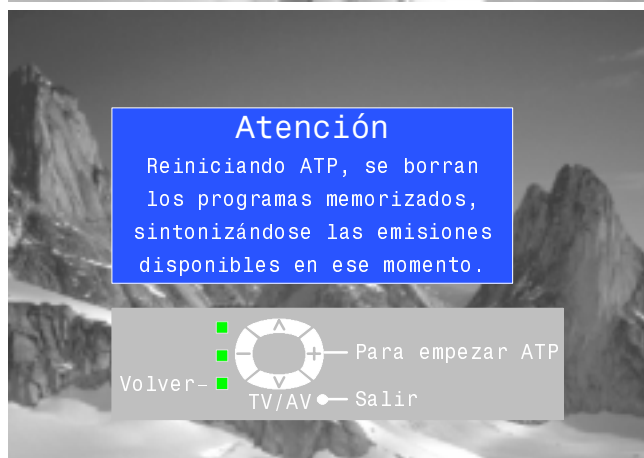 Atención
Reiniciando ATP, se borran
los programas memorizados,
sintonizándose las emisiones
disponibles en ese momento.
Para empezar ATP
Volver
TV/AV Salir